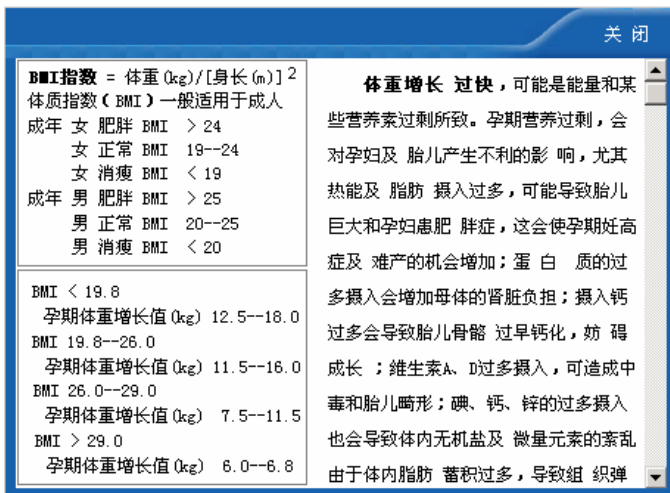 关 闭
BMI指数 = 体重(kg)/[身长(m)]2
体质指数(BMI)一般适用于成人
成年 女 肥胖 BMI > 24
女 正常 BMI 19--24
女 消瘦 BMI < 19
成年 男 肥胖 BMI > 25
男 正常 BMI 20--25
男 消瘦 BMI < 20
BMI < 19.8
孕期体重增长值(kg) 12.5--18.0
BMI 19.8--26.0
孕期体重增长值(kg) 11.5--16.0
BMI 26.0--29.0
孕期体重增长值(kg) 7.5--11.5
BMI > 29.0
孕期体重增长值(kg) 6.0--6.8
体重增长 过快，可能是能量和某
些营养素过剩所致。孕期营养过剩，会
对孕妇及 胎儿产生不利的影 响，尤其
热能及 脂肪 摄入过多，可能导致胎儿
巨大和孕妇患肥 胖症，这会使孕期妊高
症及 难产的机会增加；蛋 白 质的过
多摄入会增加母体的肾脏负担；摄入钙
过多会导致胎儿骨骼 过早钙化，妨 碍
成长 ；维生素A、D过多摄入，可造成中
毒和胎儿畸形；碘、钙、锌的过多摄入
也会导致体内无机盐及 微量元素的紊乱
由于体内脂肪 蓄积过多，导致组 织弹